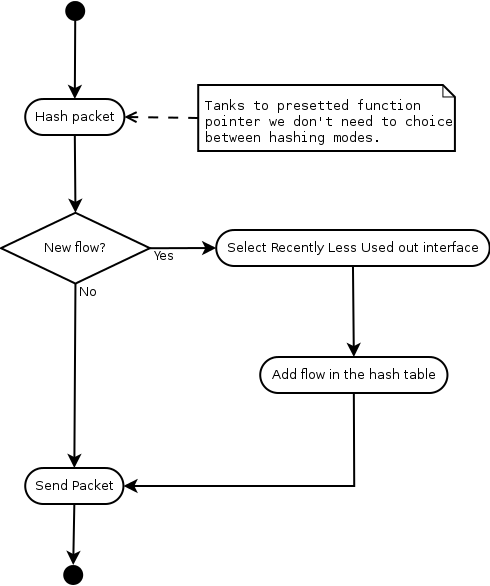 Hash packet
Tanks to presetted function
pointer we don't need to choice
between hashing modes.
New flow?
Yes
Select Recently Less Used out interface
No
Add flow in the hash table
Send Packet